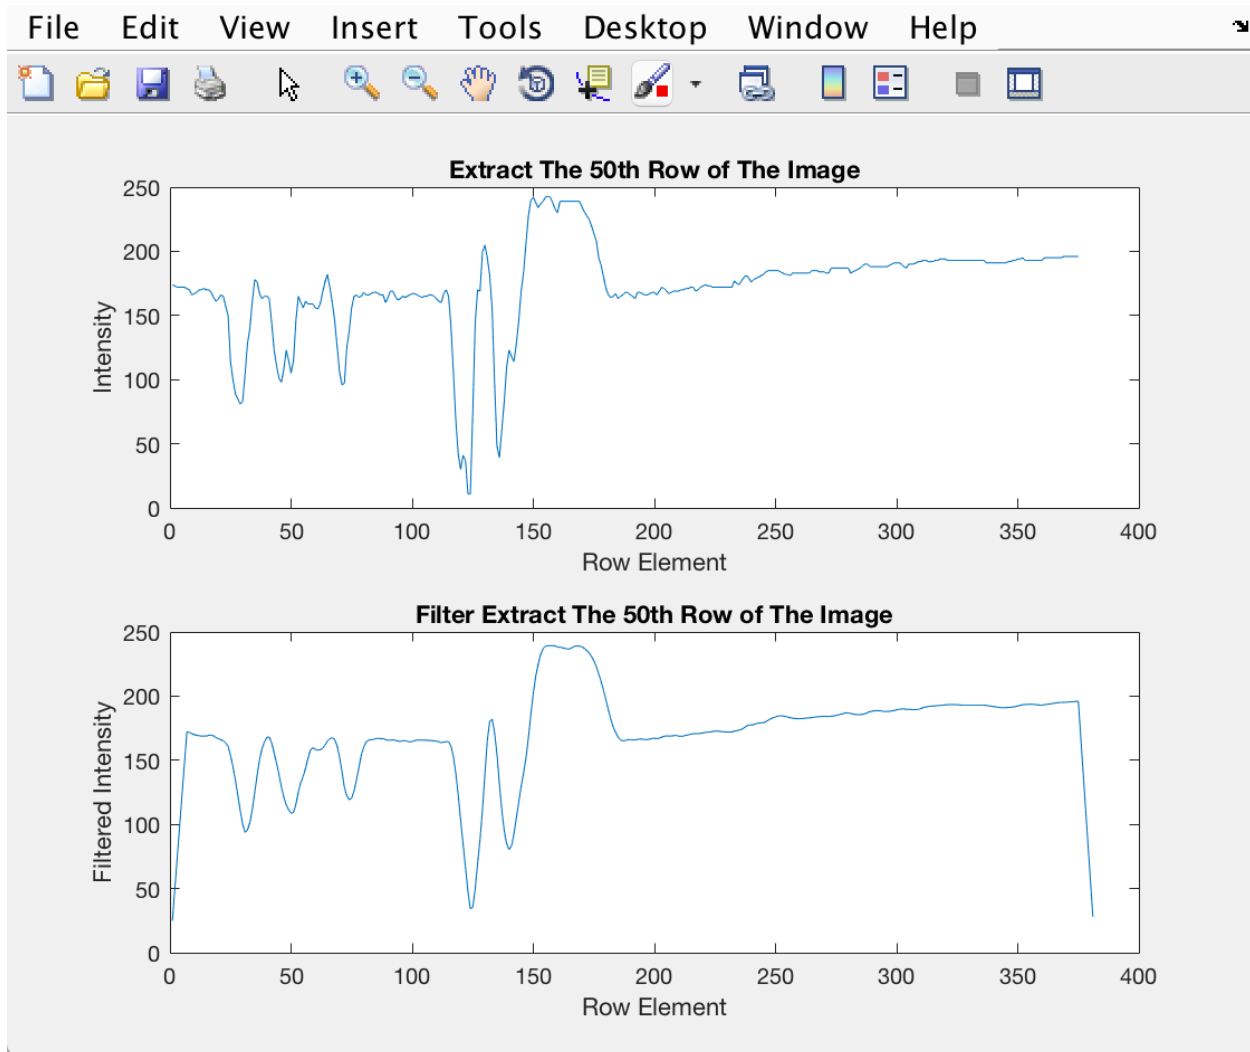 File Edit View Insert Tools Desktop Window Help
Extract The 50th Row of The Image
250
200
150
100
50
0
Intensity
0 50 100 150 200 250 300 350 400
Row Element
Filter Extract The 50th Row of The Image
250
200
150
100
50
0
Filtered Intensity
0 50 100 150 200 250 300 350 400
Row Element